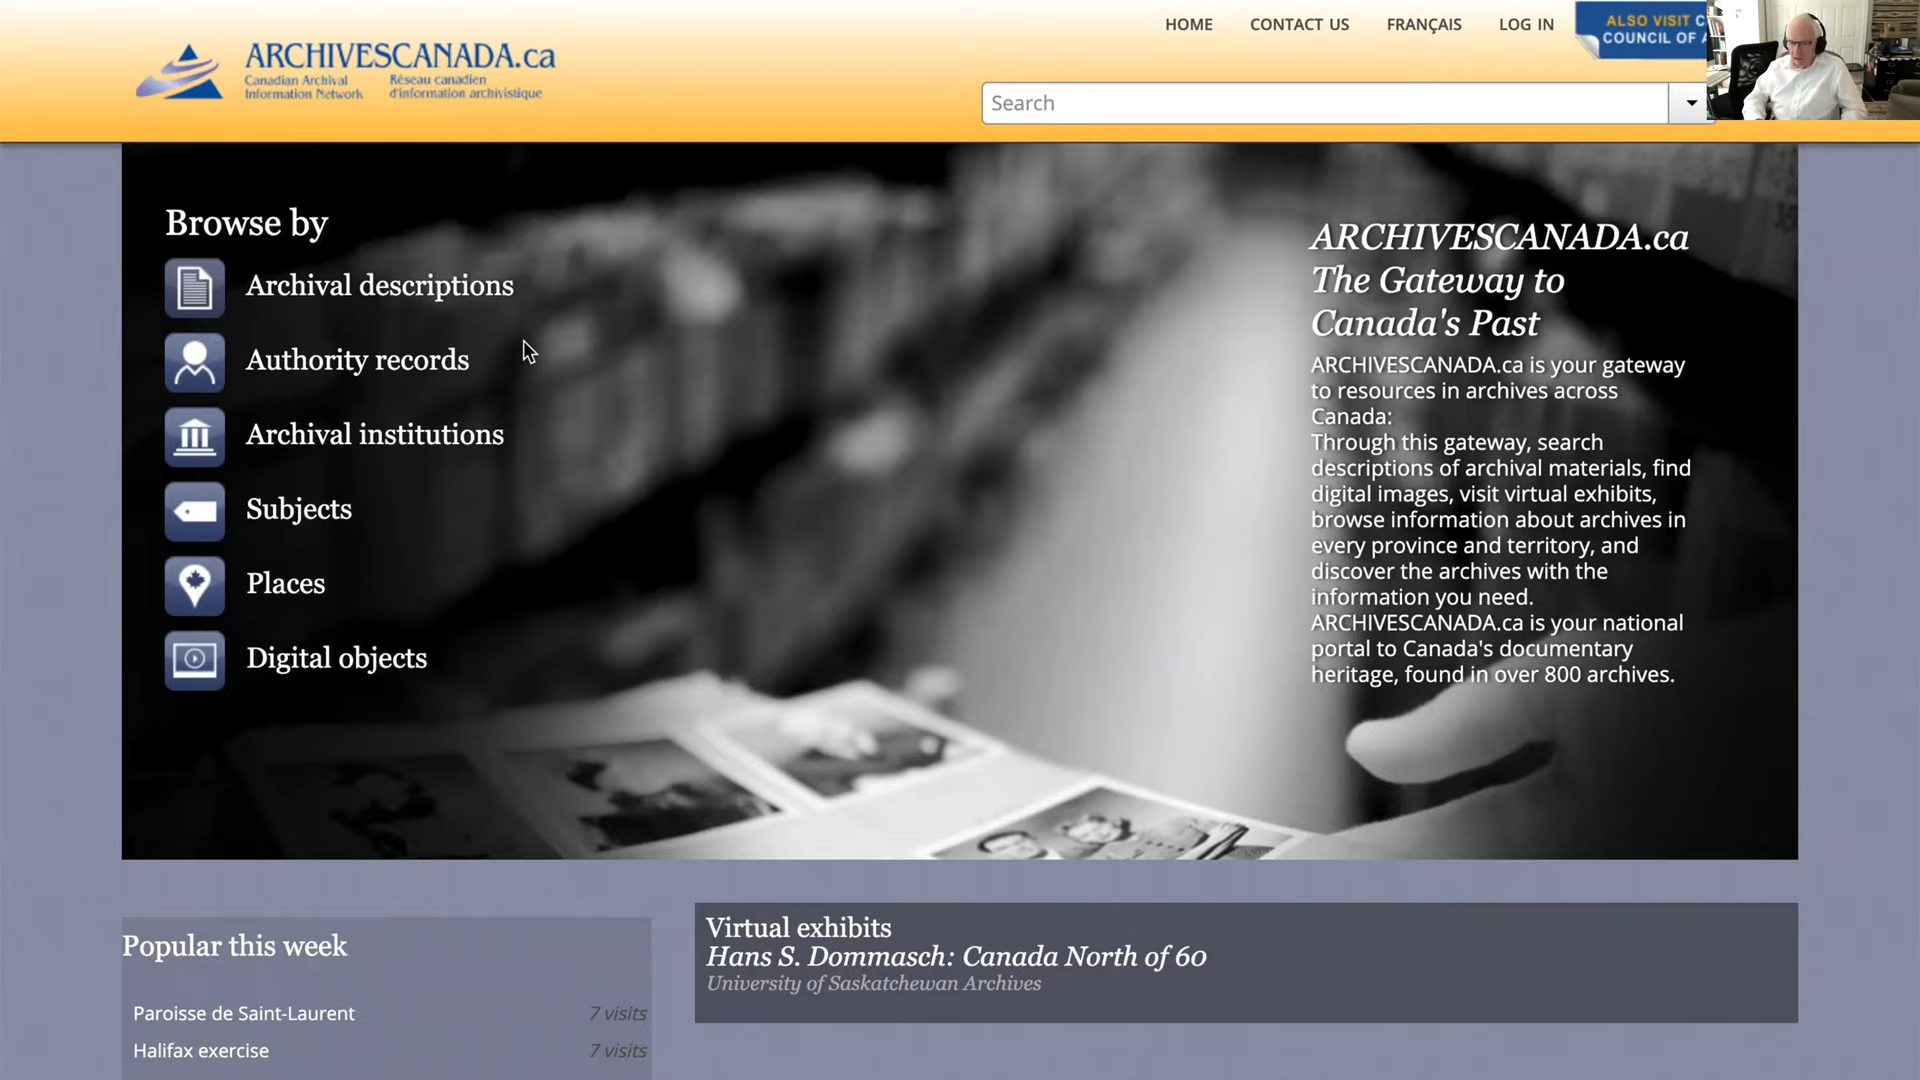 HOME CONTACT US FRANÇAIS LOG IN
ALSO VISIT
COUNCIL OF
ARCHIVESCANADA.ca
Canadian Archival Information Network
Réseau canadien d'information archivistique
Search
Browse by
Archival descriptions
Authority records
Archival institutions
Subjects
Places
Digital objects
ARCHIVESCANADA.ca
The Gateway to
Canada's Past
ARCHIVESCANADA.ca is your gateway
to resources in archives across
Canada:
Through this gateway, search
descriptions of archival materials, find
digital images, visit virtual exhibits,
browse information about archives in
every province and territory, and
discover the archives with the
information you need.
ARCHIVESCANADA.ca is your national
portal to Canada's documentary
heritage, found in over 800 archives.
Popular this week
Paroisse de Saint-Laurent 7 visits
Halifax exercise 7 visits
Virtual exhibits
Hans S. Dommasch: Canada North of 60
University of Saskatchewan Archives